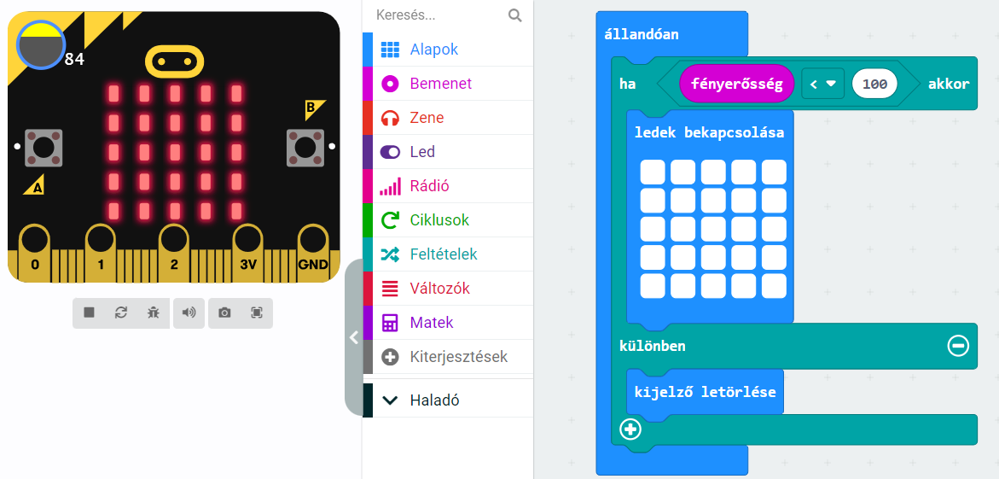 84
B
A
0 1 2 3V GND
Keresés...
Alapok
Bemenet
Zene
Led
Rádió
Ciklusok
Feltételek
Változók
Matek
Kiterjesztések
Haladó
állandóan
ha fényerősség < 100 akkor
ledek bekapcsolása
különben
kijelző letörlése